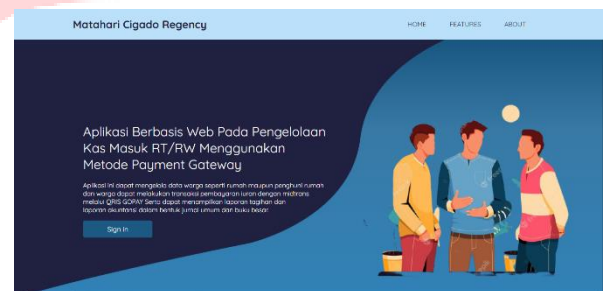 Matahari Cigado Regency
HOME FEATURES ABOUT
Aplikasi Berbasis Web Pada Pengelolaan
Kas Masuk RT/RW Menggunakan
Metode Payment Gateway
Aplikasi ini dapat mengelola data warga seperti rumah maupun penghuni rumah
dan warga dapat melakukan transaksi pembayaran iuran dengan midtrans
melalui QRIS GOPAY Serta dapat menampilkan laporan tagihan dan
laporan akuntansi dalam bentuk jurnal umum dan buku besar.
Sign In